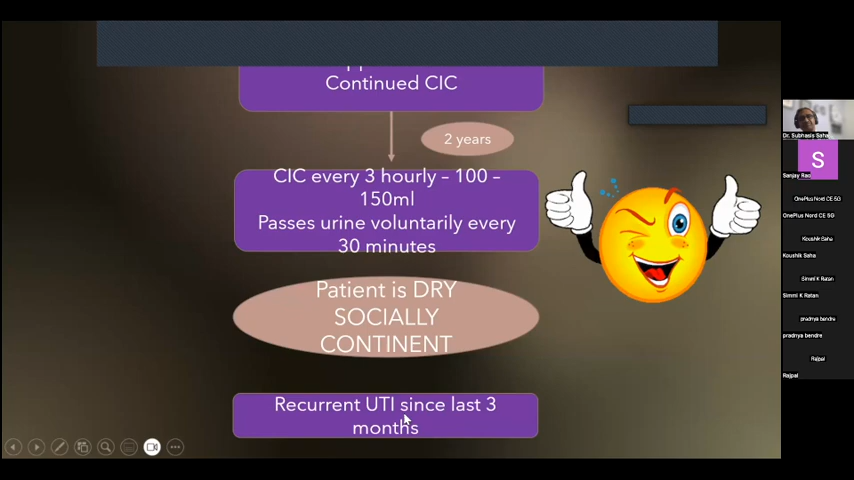 Continued CIC
2 years
CIC every 3 hourly – 100 –
150ml
Passes urine voluntarily every
30 minutes
Patient is DRY
SOCIALLY
CONTINENT
Recurrent UTI since last 3
months
Dr. Subhasis Saha
S
Sanjay Rao
OnePlus Nord CE 5G
OnePlus Nord CE 5G
Koushik Saha
Koushik Saha
Simmi K Ratan
Simmi K Ratan
pradnya bendre
pradnya bendre
Rajpal
Rajpal